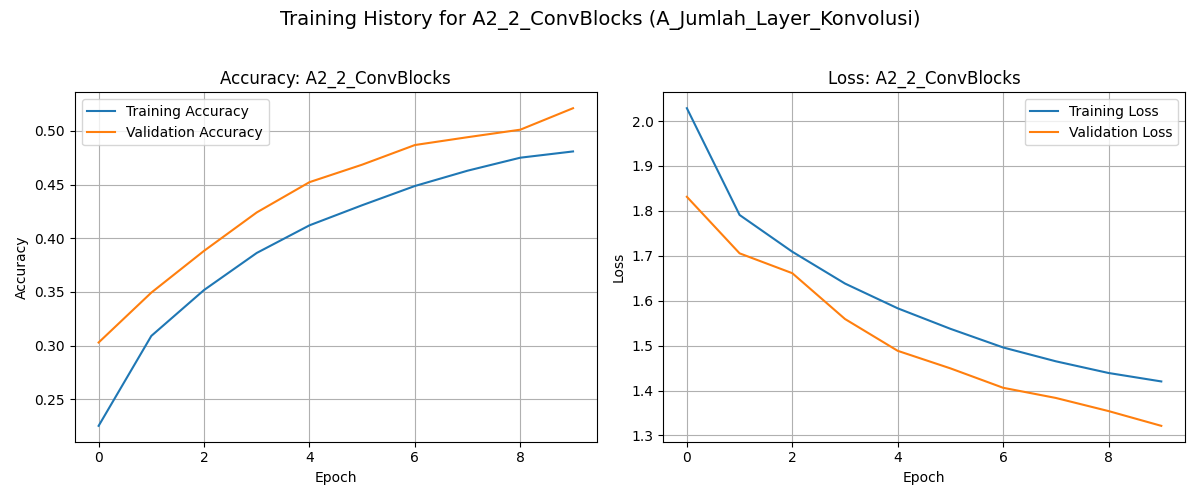 Training History for A2_2_ConvBlocks (A_Jumlah_Layer_Konvolusi)
Accuracy: A2_2_ConvBlocks
Training Accuracy
Validation Accuracy
0.50
0.45
0.40
0.35
0.30
0.25
Accuracy
0 2 4 6 8
Epoch
Loss: A2_2_ConvBlocks
Training Loss
Validation Loss
2.0
1.9
1.8
1.7
1.6
1.5
1.4
1.3
Loss
0 2 4 6 8
Epoch